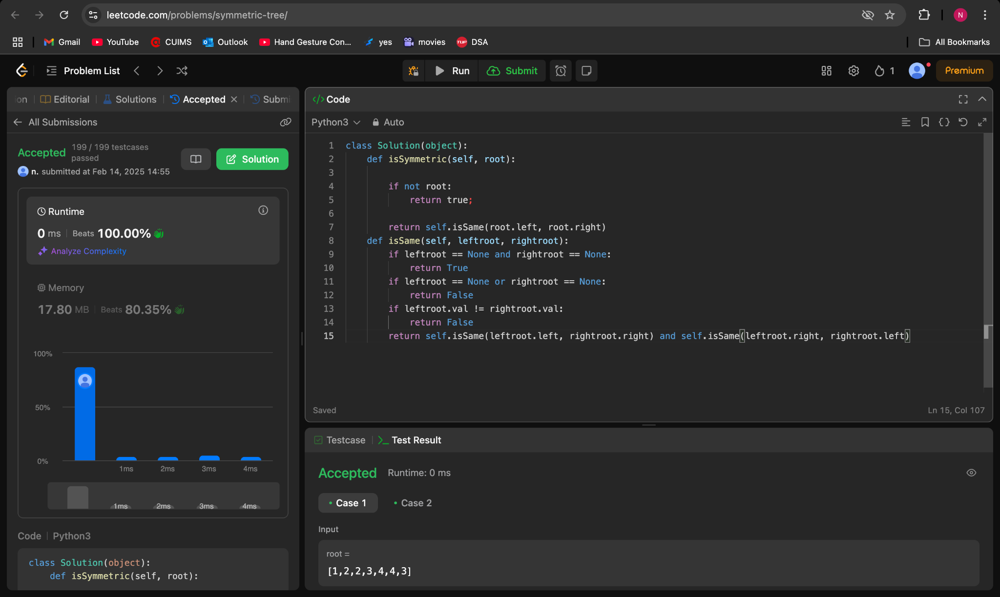 leetcode.com/problems/symmetric-tree/
N
Gmail YouTube CUIMS Outlook Hand Gesture Con... yes movies TUF DSA All Bookmarks
Problem List Run Submit 1 Premium
Editorial Solutions Accepted Submi
All Submissions
Accepted 199 / 199 testcases passed
n. submitted at Feb 14, 2025 14:55
Solution
Runtime
0 ms Beats 100.00%
Analyze Complexity
Memory
17.80 MB Beats 80.35%
100%
50%
0%
1ms 2ms 3ms 4ms
1ms 2ms 3ms 4ms
Code Python3
class Solution(object):
def isSymmetric(self, root):
</> Code
Python3 Auto
1 class Solution(object):
2 def isSymmetric(self, root):
3
4 if not root:
5 return true;
6
7 return self.isSame(root.left, root.right)
8 def isSame(self, leftroot, rightroot):
9 if leftroot == None and rightroot == None:
10 return True
11 if leftroot == None or rightroot == None:
12 return False
13 if leftroot.val != rightroot.val:
14 return False
15 return self.isSame(leftroot.left, rightroot.right) and self.isSame(leftroot.right, rightroot.left)
Saved Ln 15, Col 107
Testcase Test Result
Accepted Runtime: 0 ms
Case 1 Case 2
Input
root =
[1,2,2,3,4,4,3]